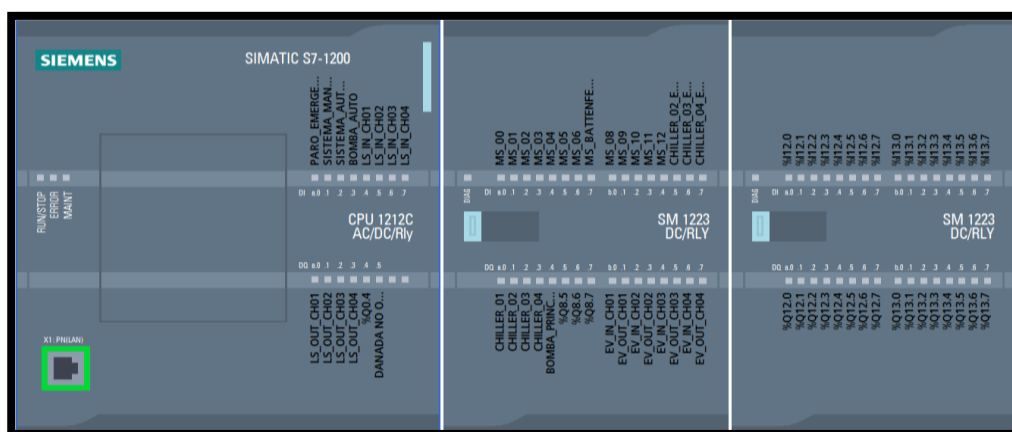 SIEMENS
SIMATIC S7-1200
PARO_EMERGE...
SISTEMA_MAN...
SISTEMA_AUT...
BOMBA_AUTO
LS_IN_CH01
LS_IN_CH02
LS_IN_CH03
LS_IN_CH04
DI a.0 .1 .2 .3 .4 .5 .6 .7
RUN/STOP
ERROR
MAINT
CPU 1212C
AC/DC/Rly
DQ a.0 .1 .2 .3 .4 .5
LS_OUT_CH01
LS_OUT_CH02
LS_OUT_CH03
LS_OUT_CH04
%Q0.4
DANADA NO C...
X1: PN(LAN)
MS_00
MS_01
MS_02
MS_03
MS_04
MS_05
MS_06
MS_BATTENFE...
MS_08
MS_09
MS_10
MS_11
MS_12
CHILLER_02_E...
CHILLER_03_E...
CHILLER_04_E...
DIAG
DI a.0 .1 .2 .3 .4 .5 .6 .7 b.0 .1 .2 .3 .4 .5 .6 .7
SM 1223
DC/RLY
DQ a.0 .1 .2 .3 .4 .5 .6 .7 b.0 .1 .2 .3 .4 .5 .6 .7
CHILLER_01
CHILLER_02
CHILLER_03
CHILLER_04
BOMBA_PRINC...
%Q8.5
%Q8.6
%Q8.7
EV_IN_CH01
EV_OUT_CH01
EV_IN_CH02
EV_OUT_CH02
EV_IN_CH03
EV_OUT_CH03
EV_IN_CH04
EV_OUT_CH04
%I12.0
%I12.1
%I12.2
%I12.3
%I12.4
%I12.5
%I12.6
%I12.7
%I13.0
%I13.1
%I13.2
%I13.3
%I13.4
%I13.5
%I13.6
%I13.7
DIAG
DI a.0 .1 .2 .3 .4 .5 .6 .7 b.0 .1 .2 .3 .4 .5 .6 .7
SM 1223
DC/RLY
DQ a.0 .1 .2 .3 .4 .5 .6 .7 b.0 .1 .2 .3 .4 .5 .6 .7
%Q12.0
%Q12.1
%Q12.2
%Q12.3
%Q12.4
%Q12.5
%Q12.6
%Q12.7
%Q13.0
%Q13.1
%Q13.2
%Q13.3
%Q13.4
%Q13.5
%Q13.6
%Q13.7